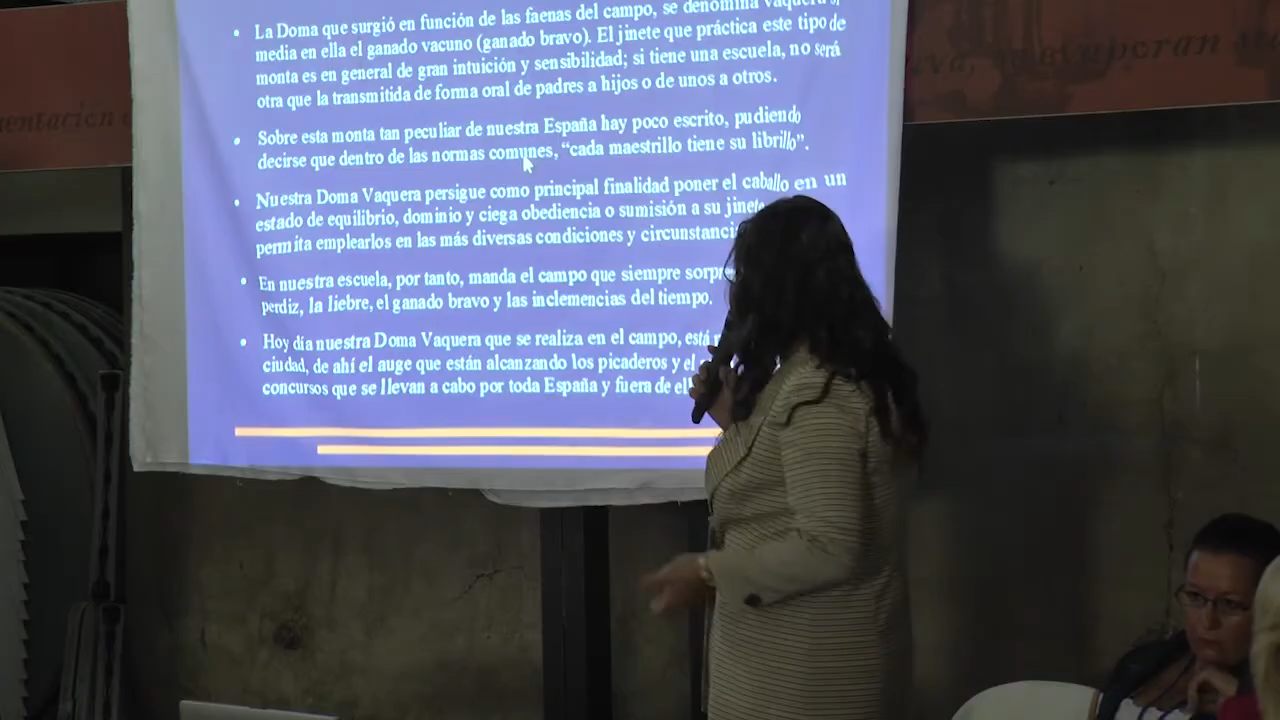 La Doma que surgió en función de las faenas del campo, se denomina vaquera si
media en ella el ganado vacuno (ganado bravo). El jinete que práctica este tipo de
monta es en general de gran intuición y sensibilidad; si tiene una escuela, no será
otra que la transmitida de forma oral de padres a hijos o de unos a otros.
Sobre esta monta tan peculiar de nuestra España hay poco escrito, pudiendo
decirse que dentro de las normas comunes, “cada maestrillo tiene su librillo”.
Nuestra Doma Vaquera persigue como principal finalidad poner el caballo en un
estado de equilibrio, dominio y ciega obediencia o sumisión a su jinete
permita emplearlos en las más diversas condiciones y
En nuestra escuela, por tanto, manda el campo que siempre
perdiz, la liebre, el ganado bravo y las inclemencias del tiempo.
Hoy día nuestra Doma Vaquera que se realiza en el campo, está
ciudad, de ahí el auge que están alcanzando los picaderos y el
concursos que se llevan a cabo por toda España y fuera de